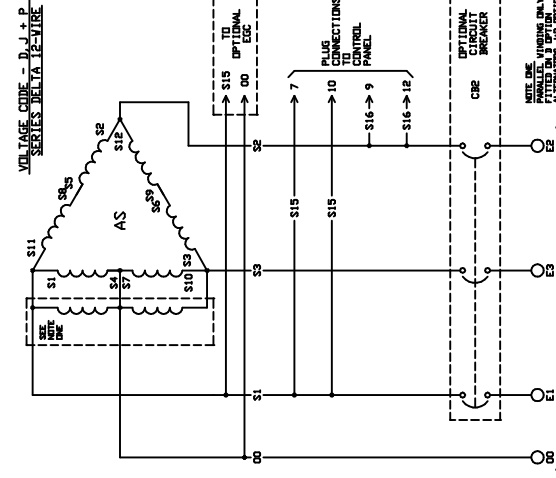 VOLTAGE CODE - D,J + P
SERIES DELTA 12-WIRE
TO
OPTIONAL
EGC
S15
00
PLUG
CONNECTIONS
TO
CONTROL
PANEL
7
10
9
12
S16
S16
S15
S15
OPTIONAL
CIRCUIT
BREAKER
CB2
NOTE ONE
PARALLEL WINDING ONLY
FITTED ON D OPTION
S2
S12
S5
S8
S9
S6
AS
S11
S1
S4
S7
S3
S10
SEE
NOTE
ONE
S2
S3
S1
00
E2
E3
E1
00